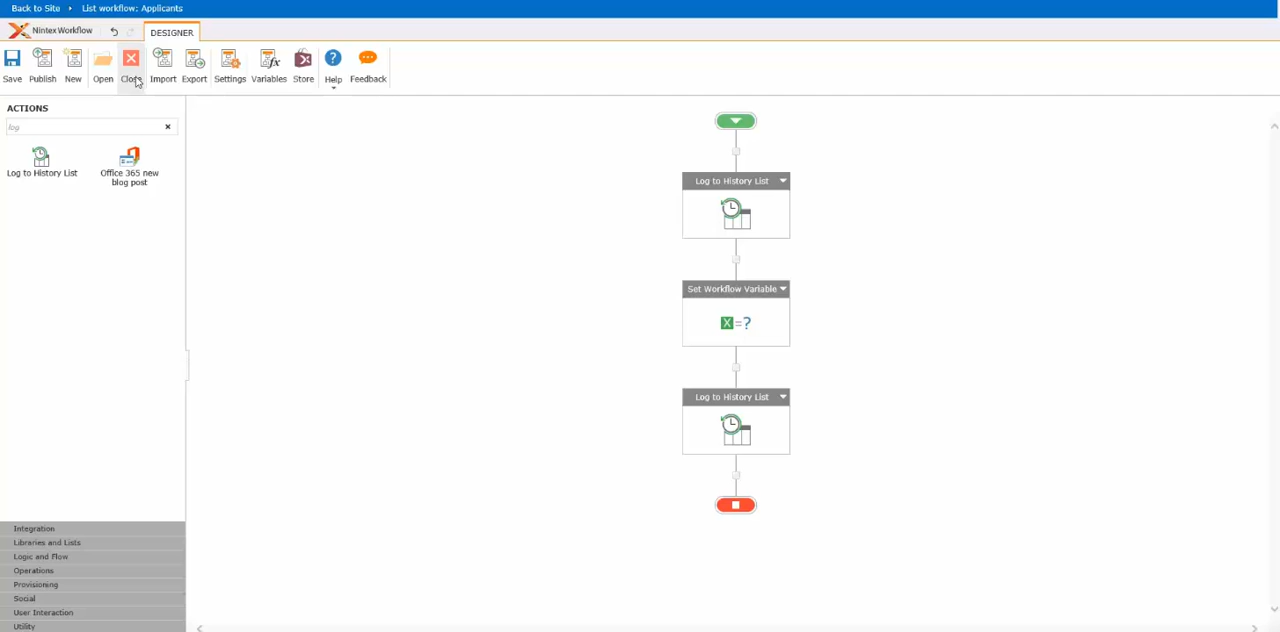 Back to Site ▸ List workflow: Applicants
Nintex Workflow
DESIGNER
Save Publish New Open Close Import Export Settings Variables Store Help Feedback
ACTIONS
log
Log to History List
Office 365 new
blog post
Log to History List
Set Workflow Variable
X=?
Log to History List
Integration
Libraries and Lists
Logic and Flow
Operations
Provisioning
Social
User Interaction
Utility